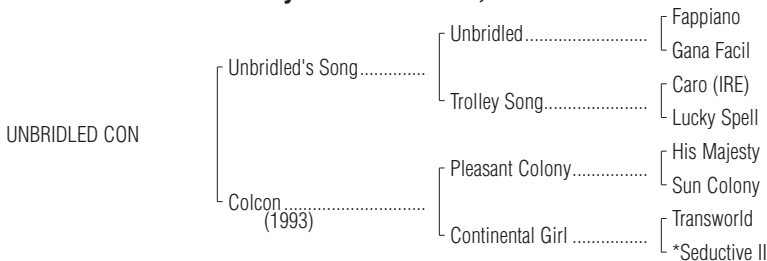 Fappiano
Unbridled..............................
Gana Facil
Unbridled's Song..............
Caro (IRE)
Trolley Song.........................
Lucky Spell
UNBRIDLED CON
His Majesty
Pleasant Colony..................
Sun Colony
Colcon ..................................
(1993)
Transworld
Continental Girl ..................
*Seductive II